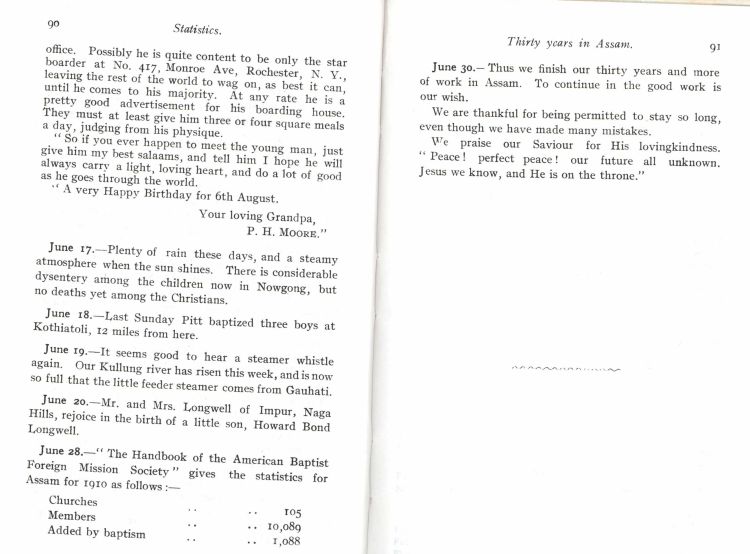 90
Statistics.
office. Possibly he is quite content to be only the star
boarder at No. 417, Monroe Ave, Rochester, N. Y.,
leaving the rest of the world to wag on, as best it can,
until he comes to his majority. At any rate he is a
pretty good advertisement for his boarding house.
They must at least give him three or four square meals
a day, judging from his physique.
" So if you ever happen to meet the young man, just
give him my best salaams, and tell him I hope he will
always carry a light, loving heart, and do a lot of good
as he goes through the world.
" A very Happy Birthday for 6th August.
Your loving Grandpa,
P. H. MOORE."
June 17.—Plenty of rain these days, and a steamy
atmosphere when the sun shines. There is considerable
dysentery among the children now in Nowgong, but
no deaths yet among the Christians.
June 18.—Last Sunday Pitt baptized three boys at
Kothiatoli, 12 miles from here.
June 19.—It seems good to hear a steamer whistle
again. Our Kullung river has risen this week, and is now
so full that the little feeder steamer comes from Gauhati.
June 20.—Mr. and Mrs. Longwell of Impur, Naga
Hills, rejoice in the birth of a little son, Howard Bond
Longwell.
June 28.—" The Handbook of the American Baptist
Foreign Mission Society " gives the statistics for
Assam for 1910 as follows :—
Churches .. .. 105
Members .. .. 10,089
Added by baptism .. .. 1,088
Thirty years in Assam.
91
June 30.— Thus we finish our thirty years and more
of work in Assam. To continue in the good work is
our wish.
We are thankful for being permitted to stay so long,
even though we have made many mistakes.
We praise our Saviour for His lovingkindness.
" Peace! perfect peace! our future all unknown.
Jesus we know, and He is on the throne."